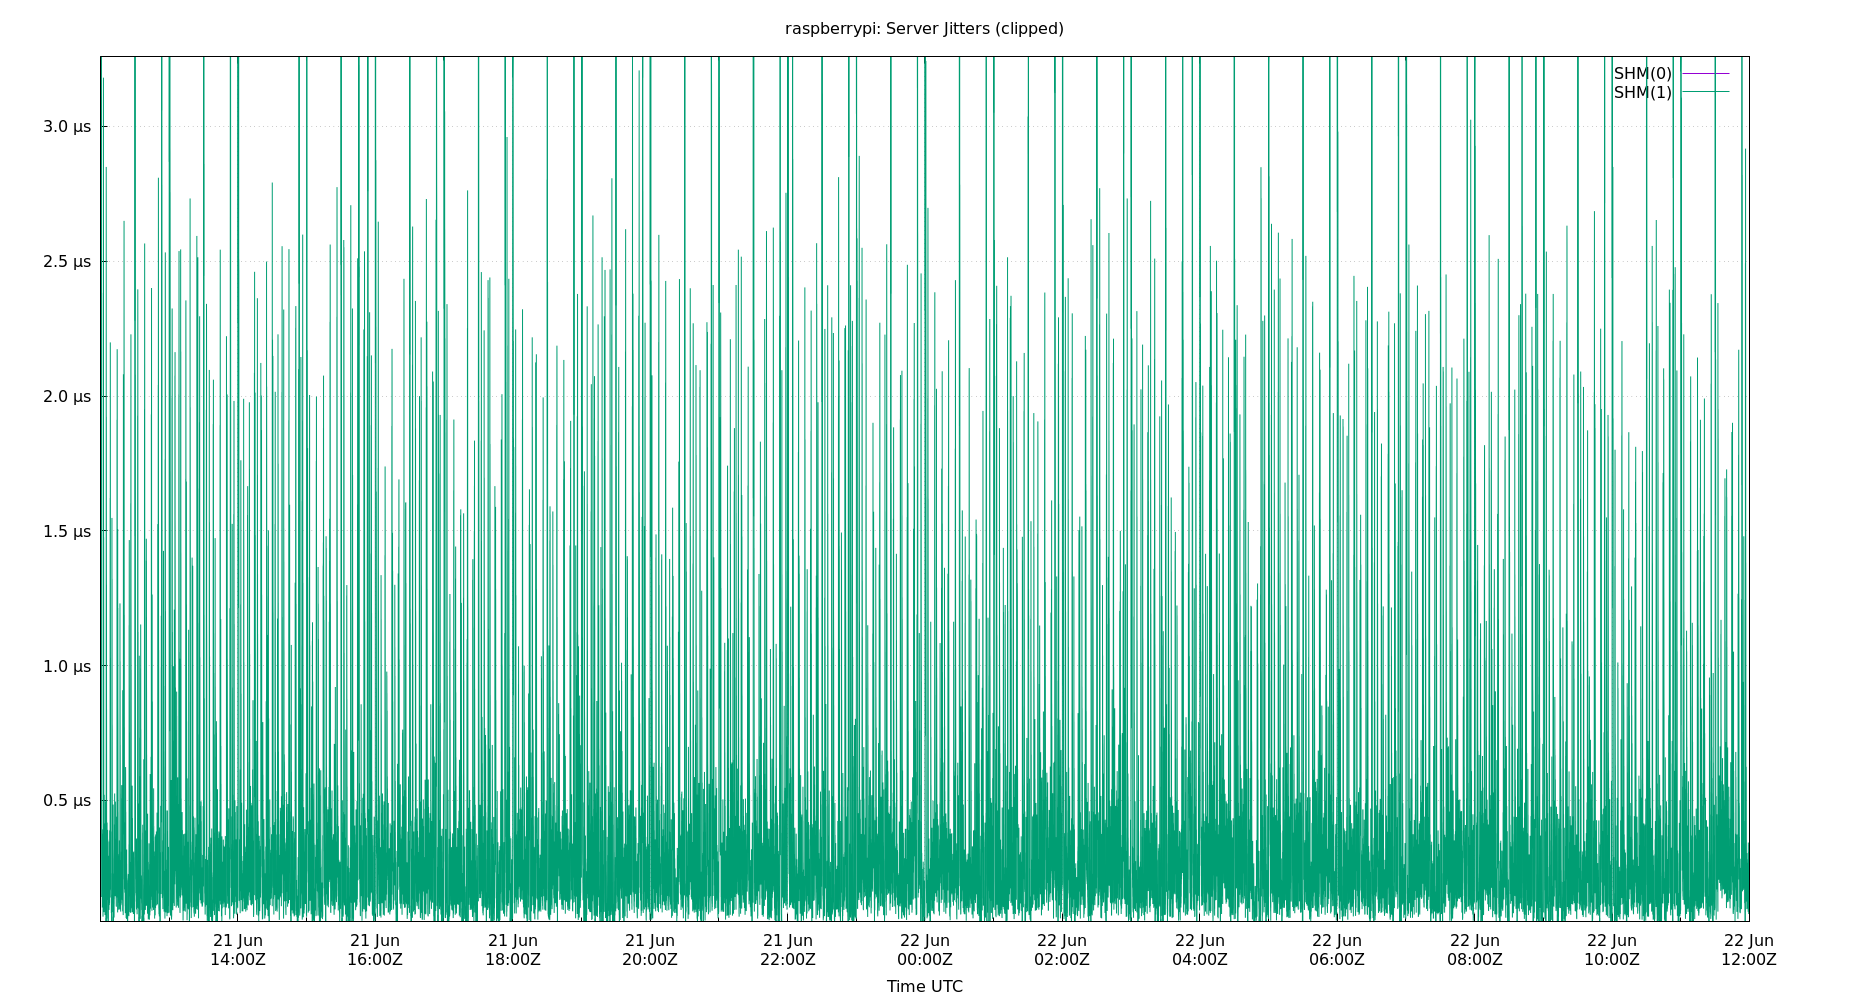 raspberrypi: Server Jitters (clipped)
SHM(0)
SHM(1)
3.0 µs
2.5 µs
2.0 µs
1.5 µs
1.0 µs
0.5 µs
21 Jun 21 Jun 21 Jun 21 Jun 21 Jun 22 Jun 22 Jun 22 Jun 22 Jun 22 Jun 22 Jun 22 Jun
14:00Z 16:00Z 18:00Z 20:00Z 22:00Z 00:00Z 02:00Z 04:00Z 06:00Z 08:00Z 10:00Z 12:00Z
Time UTC